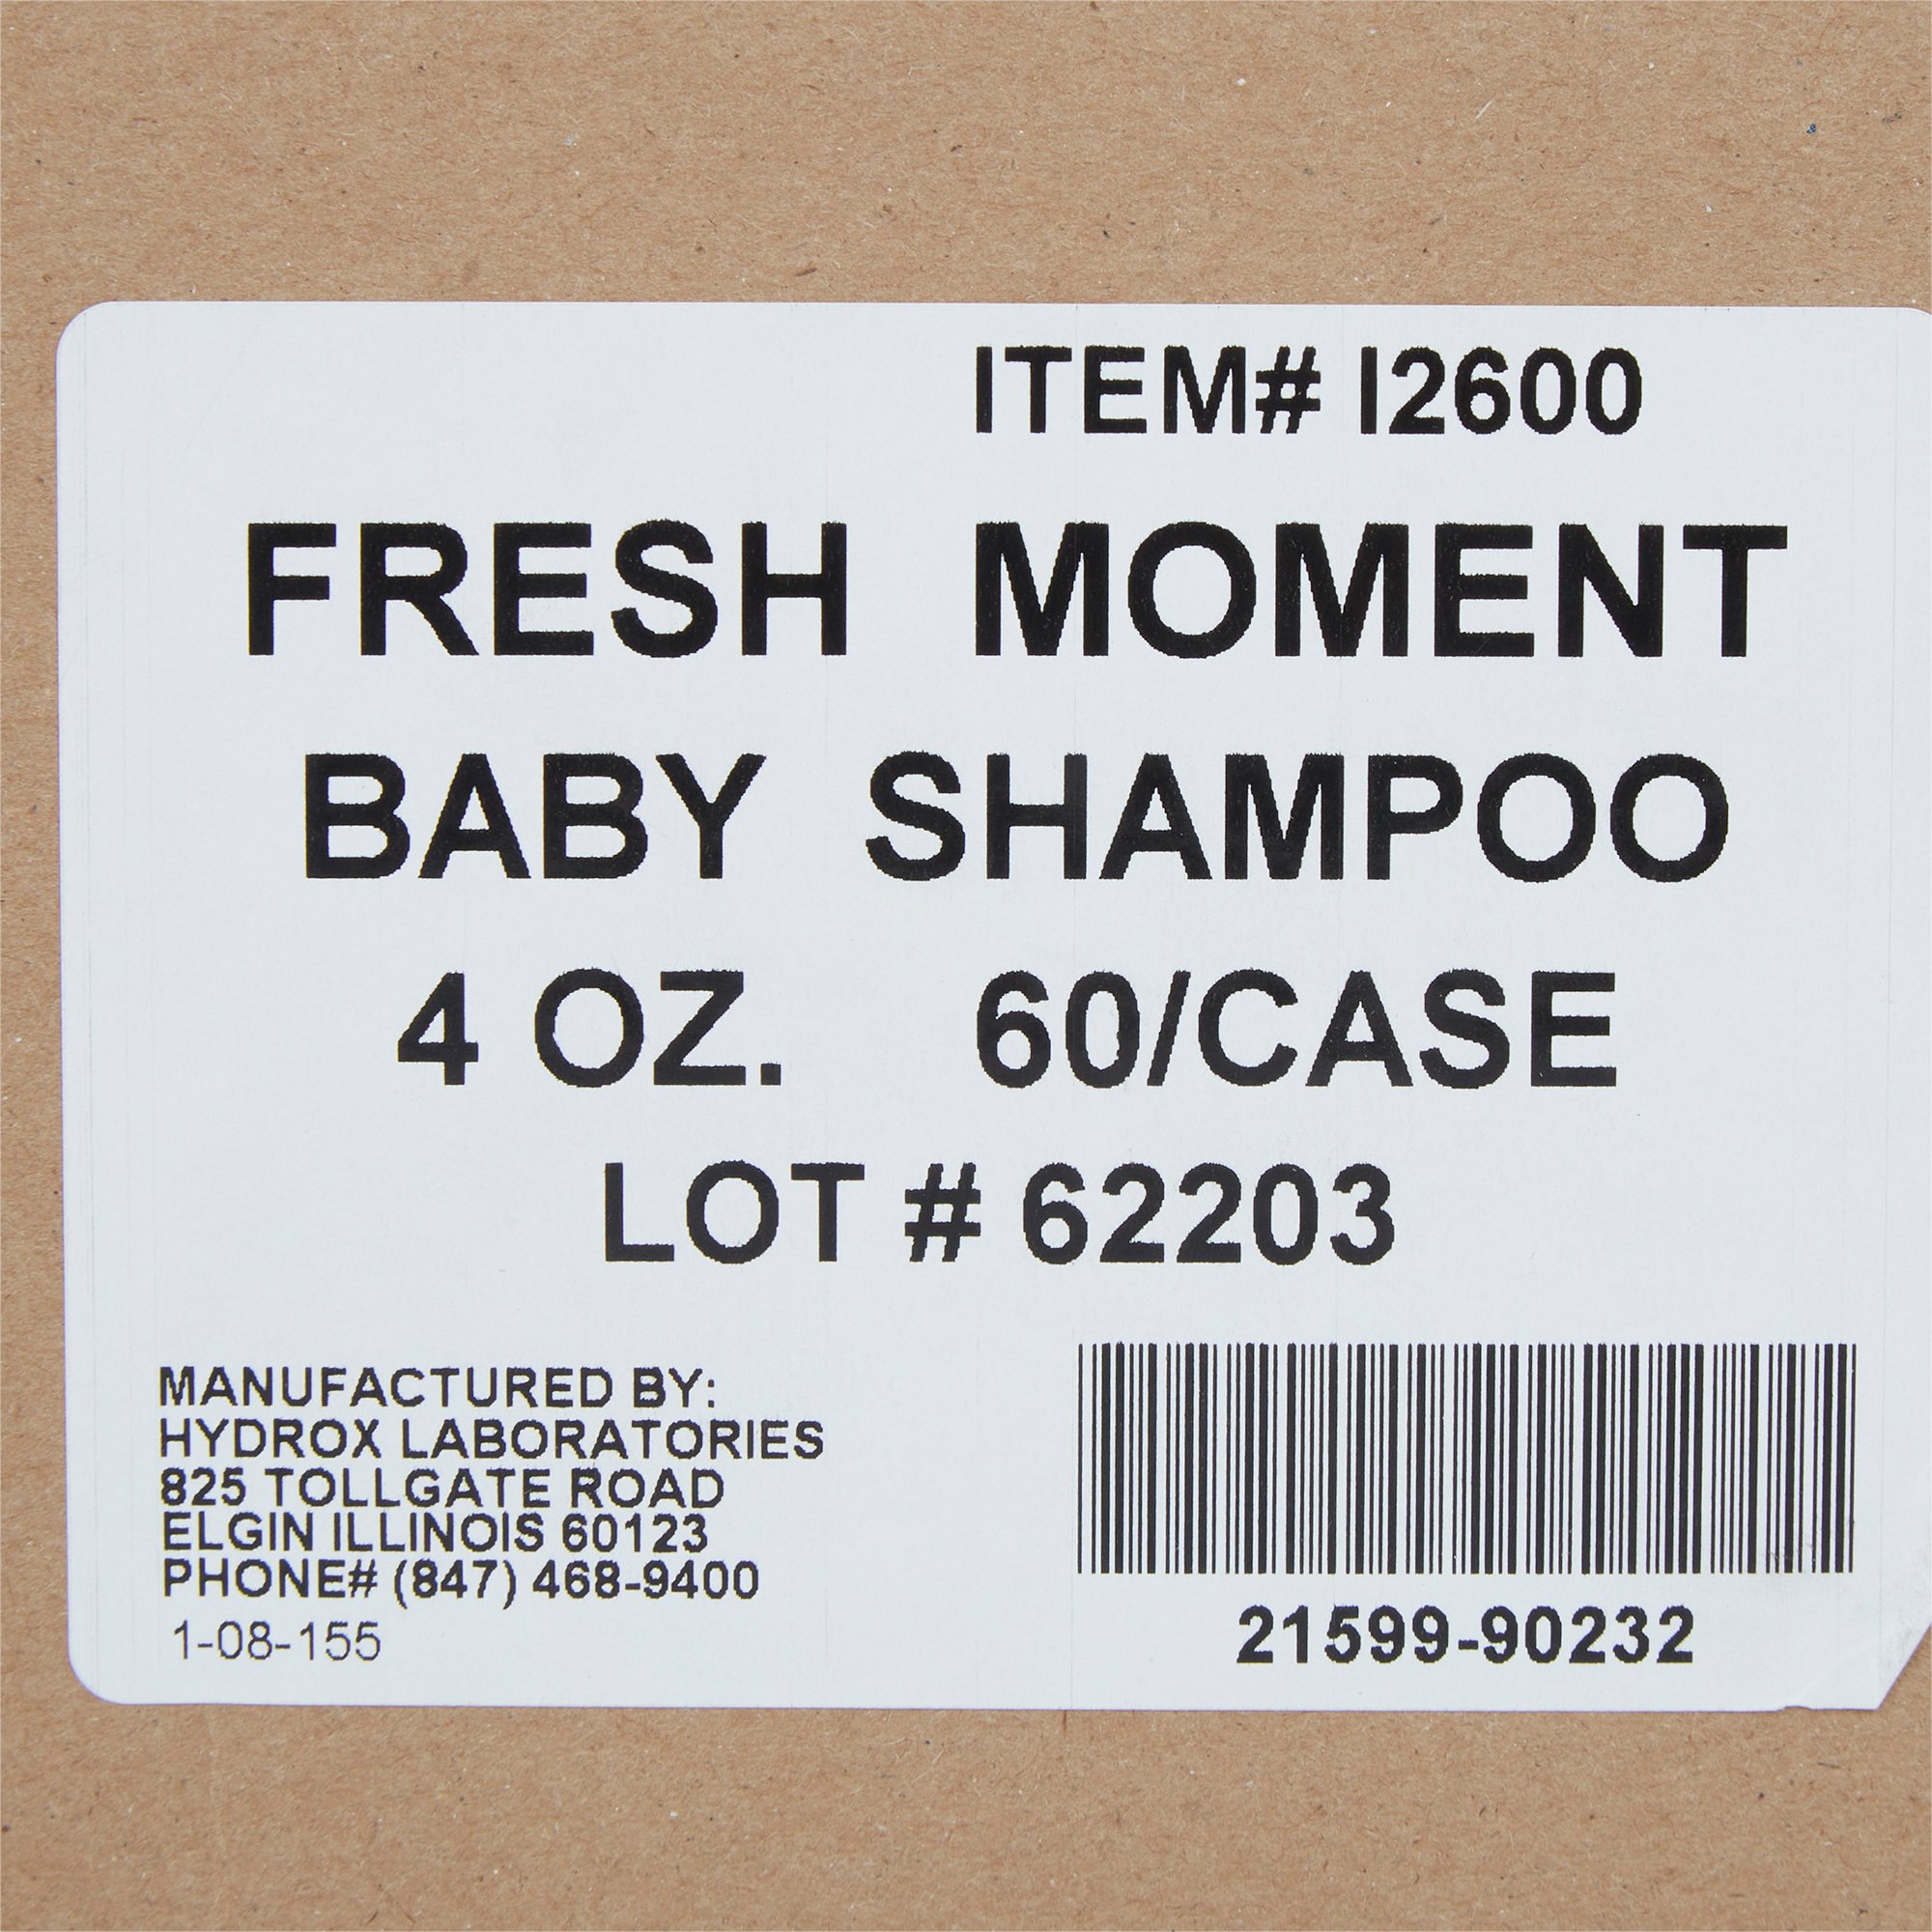 ITEM# I2600
FRESH MOMENT
BABY SHAMPOO
4 OZ. 60/CASE
LOT # 62203
MANUFACTURED BY:
HYDROX LABORATORIES
825 TOLLGATE ROAD
ELGIN ILLINOIS 60123
PHONE# (847) 468-9400
1-08-155
21599-90232